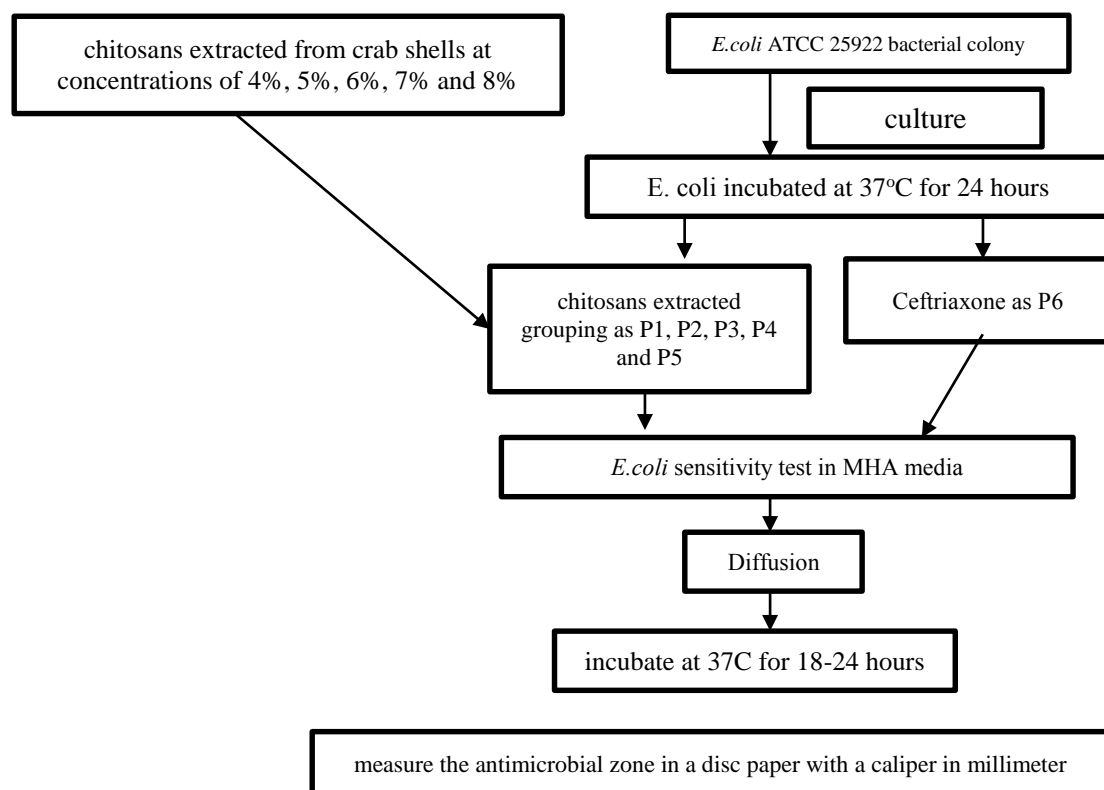 chitosans extracted from crab shells at
concentrations of 4%, 5%, 6%, 7% and 8%
E.coli ATCC 25922 bacterial colony
culture
E. coli incubated at 37°C for 24 hours
chitosans extracted
grouping as P1, P2, P3, P4
and P5
Ceftriaxone as P6
E.coli sensitivity test in MHA media
Diffusion
incubate at 37C for 18-24 hours
measure the antimicrobial zone in a disc paper with a caliper in millimeter